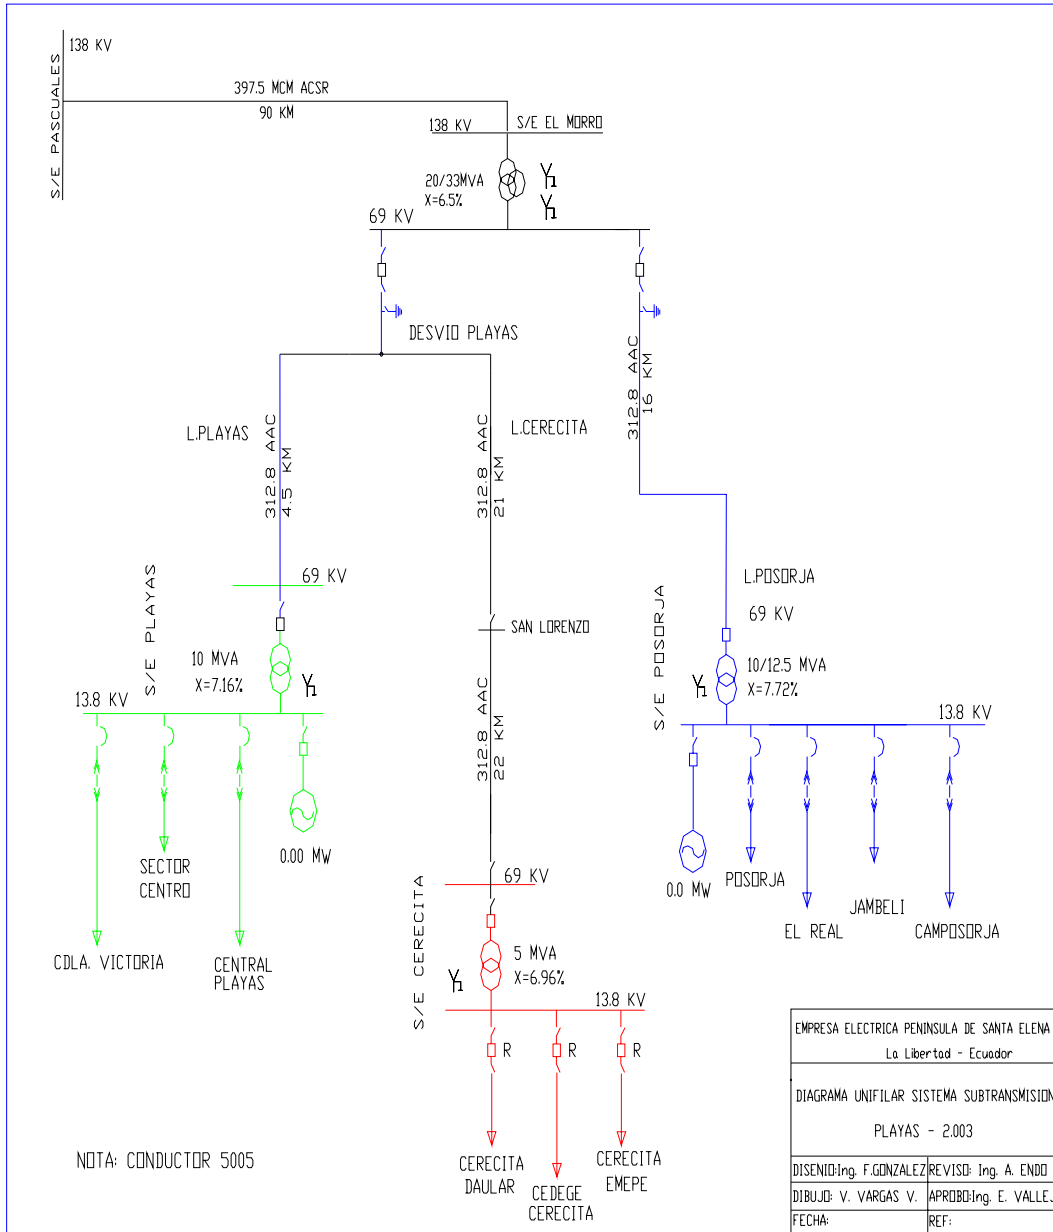 138 KV
S/E PASCUALES
397.5 MCM ACSR
90 KM
138 KV
S/E EL MORRO
20/33MVA
X=6.5%
69 KV
DESVIO PLAYAS
L.PLAYAS
312.8 AAC
4.5 KM
L.CERECITA
312.8 AAC
21 KM
312.8 AAC
16 KM
69 KV
S/E PLAYAS
10 MVA
X=7.16%
13.8 KV
SECTOR
CENTRO
0.00 MW
CDLA. VICTORIA
CENTRAL
PLAYAS
SAN LORENZO
312.8 AAC
22 KM
L.POSORJA
69 KV
S/E POSORJA
10/12.5 MVA
X=7.72%
13.8 KV
0.0 MW
POSORJA
EL REAL
JAMBELI
CAMPOSORJA
69 KV
S/E CERECITA
5 MVA
X=6.96%
13.8 KV
R
R
R
CERECITA
DAULAR
CEDEGE
CERECITA
CERECITA
EMEPE
NOTA: CONDUCTOR 5005
EMPRESA ELECTRICA PENINSULA DE SANTA ELENA
La Libertad - Ecuador
DIAGRAMA UNIFILAR SISTEMA SUBTRANSMISION
PLAYAS - 2.003
DISENIO:Ing. F.GONZALEZ
REVISO: Ing. A. ENDO
DIBUJO: V. VARGAS V.
APROBO:Ing. E. VALLEJ
FECHA:
REF: